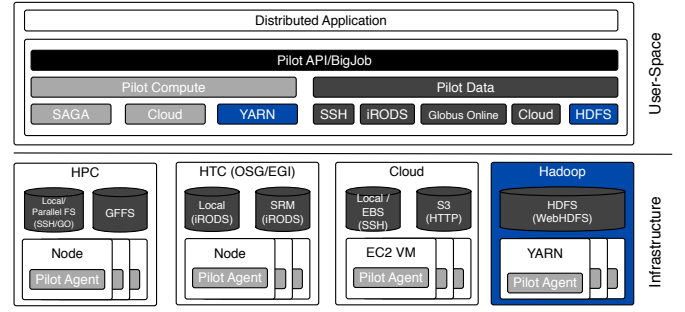 Distributed Application
Pilot API/BigJob
Pilot Compute
Pilot Data
SAGA
Cloud
YARN
SSH
iRODS
Globus Online
Cloud
HDFS
User-Space
HPC
Local/
Parallel FS
(SSH/GO)
GFFS
Node
Pilot Agent
HTC (OSG/EGI)
Local
(iRODS)
SRM
(iRODS)
Node
Pilot Agent
Cloud
Local /
EBS
(SSH)
S3
(HTTP)
EC2 VM
Pilot Agent
Hadoop
HDFS
(WebHDFS)
YARN
Pilot Agent
Infrastructure